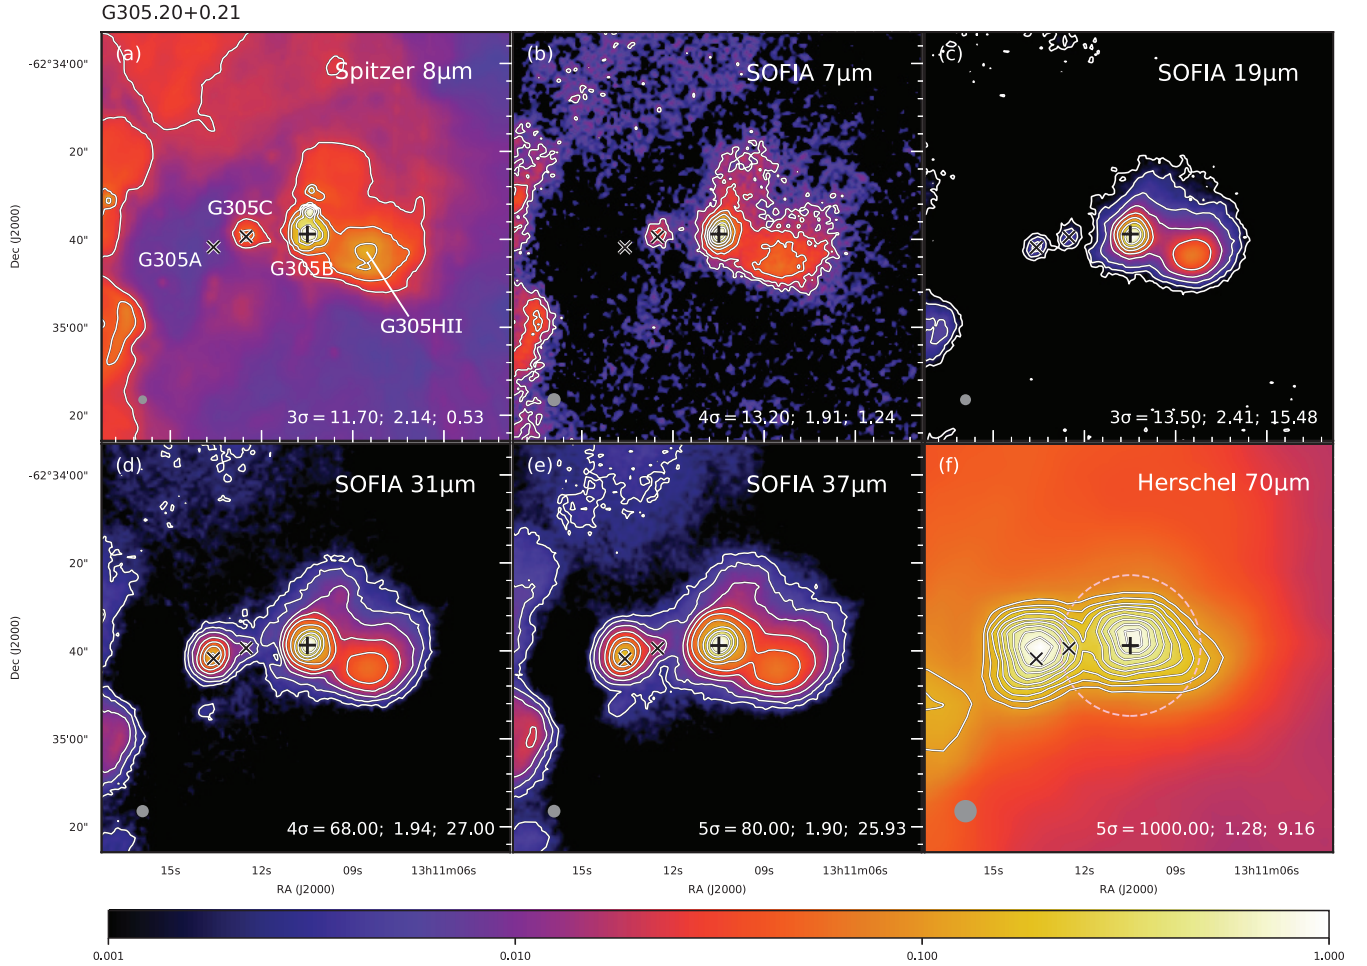 G305.20+0.21
(a)
Spitzer 8μm
G305C
G305A
G305B
G305HII
3σ = 11.70; 2.14; 0.53
(b)
SOFIA 7μm
4σ = 13.20; 1.91; 1.24
(c)
SOFIA 19μm
3σ = 13.50; 2.41; 15.48
-62°34'00"
20"
40"
35'00"
20"
Dec (J2000)
(d)
SOFIA 31μm
4σ = 68.00; 1.94; 27.00
(e)
SOFIA 37μm
5σ = 80.00; 1.90; 25.93
(f)
Herschel 70μm
5σ = 1000.00; 1.28; 9.16
-62°34'00"
20"
40"
35'00"
20"
Dec (J2000)
15s 12s 09s 13h11m06s
RA (J2000)
15s 12s 09s 13h11m06s
RA (J2000)
15s 12s 09s 13h11m06s
RA (J2000)
0.001 0.010 0.100 1.000